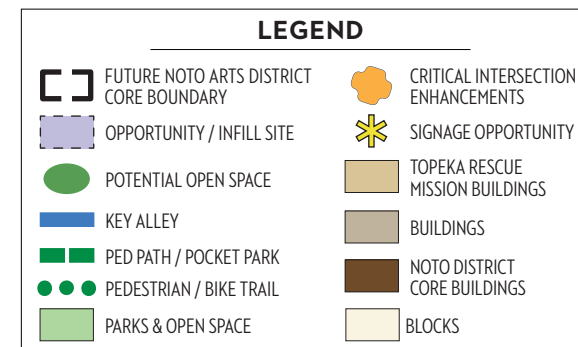 LEGEND
FUTURE NOTO ARTS DISTRICT
CORE BOUNDARY
OPPORTUNITY / INFILL SITE
POTENTIAL OPEN SPACE
KEY ALLEY
PED PATH / POCKET PARK
PEDESTRIAN / BIKE TRAIL
PARKS & OPEN SPACE
CRITICAL INTERSECTION
ENHANCEMENTS
SIGNAGE OPPORTUNITY
TOPEKA RESCUE
MISSION BUILDINGS
BUILDINGS
NOTO DISTRICT
CORE BUILDINGS
BLOCKS